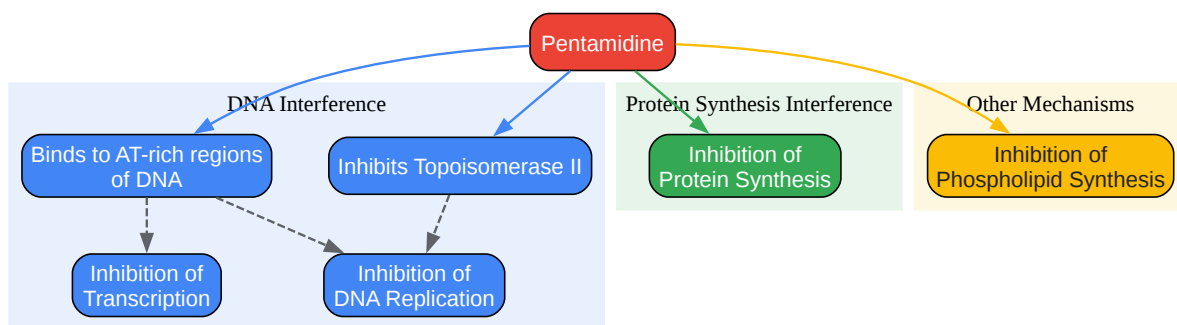 Pentamidine
DNA Interference
Protein Synthesis Interference
Other Mechanisms
Binds to AT-rich regions
of DNA
Inhibits Topoisomerase II
Inhibition of
Protein Synthesis
Inhibition of
Phospholipid Synthesis
Inhibition of
Transcription
Inhibition of
DNA Replication